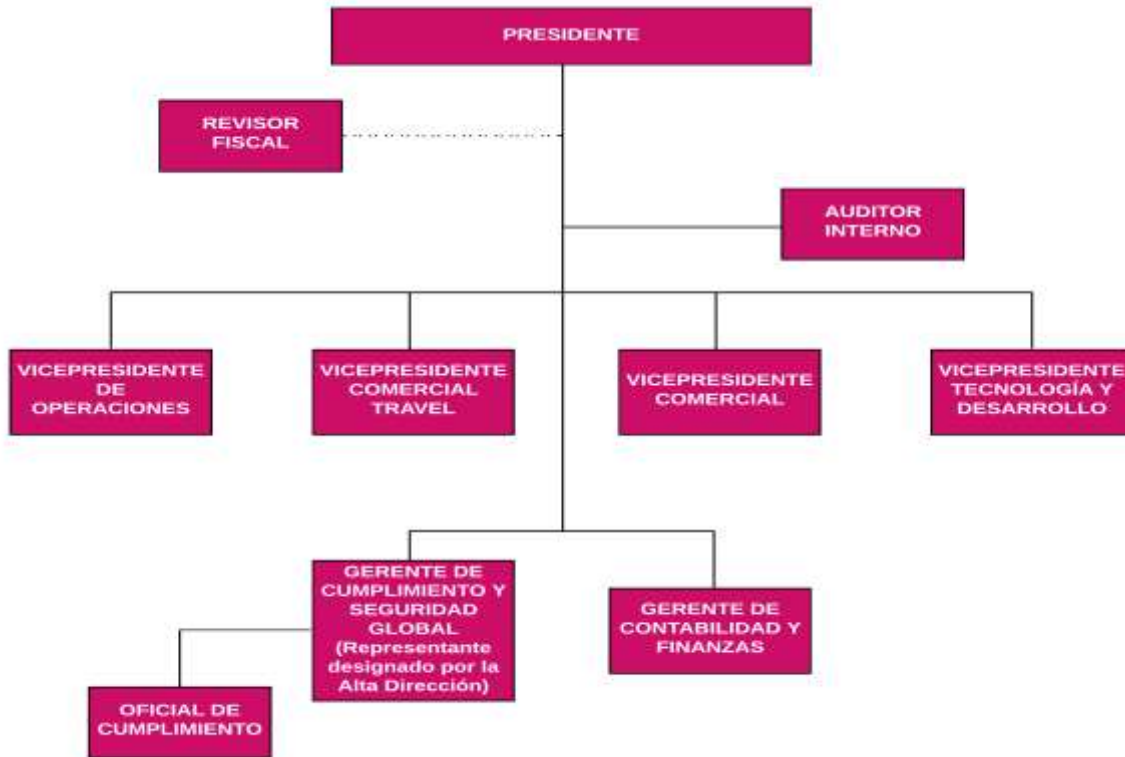 PRESIDENTE
REVISOR
FISCAL
AUDITOR
INTERNO
VICEPRESIDENTE
DE
OPERACIONES
VICEPRESIDENTE
COMERCIAL
TRAVEL
VICEPRESIDENTE
COMERCIAL
VICEPRESIDENTE
TECNOLOGÍA Y
DESARROLLO
GERENTE DE
CUMPLIMIENTO Y
SEGURIDAD
GLOBAL
(Representante
designado por la
Alta Dirección)
GERENTE DE
CONTABILIDAD Y
FINANZAS
OFICIAL DE
CUMPLIMIENTO